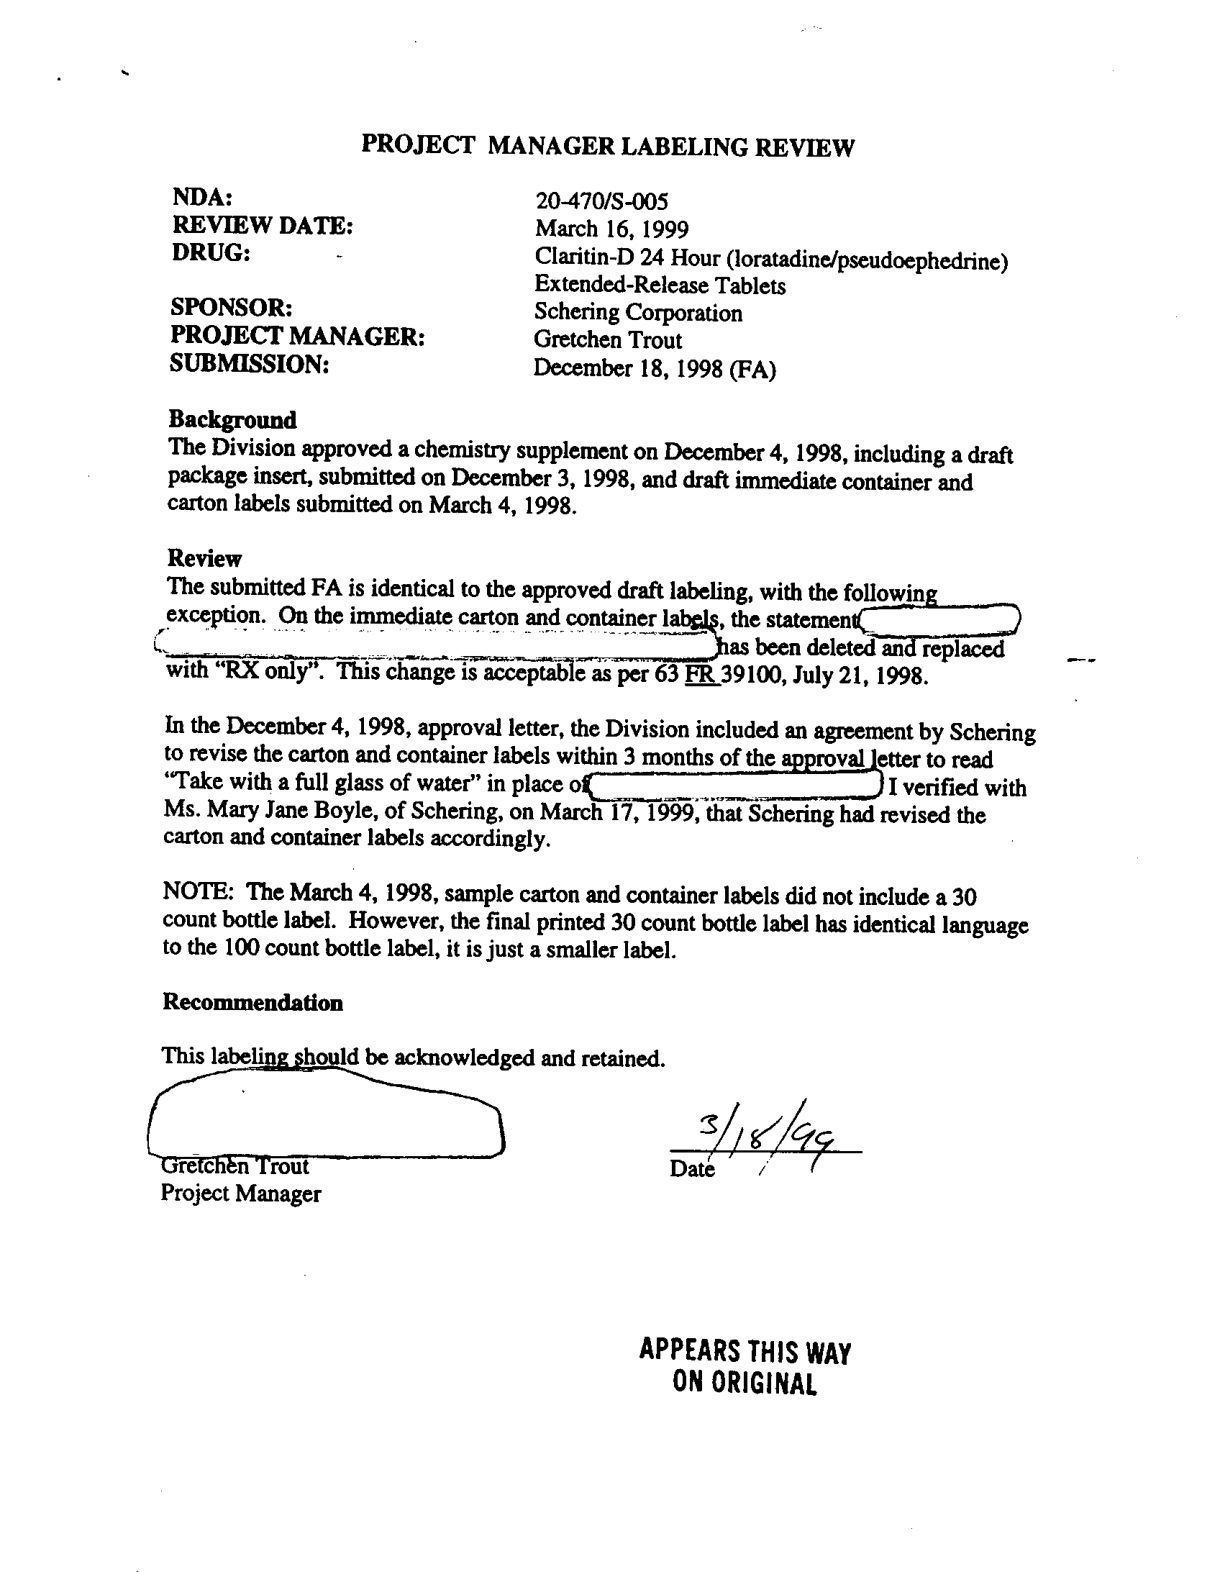 PROJECT MANAGER LABELING REVIEW
NDA: 20-470/S-005
REVIEW DATE: March 16, 1999
DRUG: - Claritin-D 24 Hour (loratadine/pseudoephedrine)
Extended-Release Tablets
SPONSOR: Schering Corporation
PROJECT MANAGER: Gretchen Trout
SUBMISSION: December 18, 1998 (FA)
Background
The Division approved a chemistry supplement on December 4, 1998, including a draft
package insert, submitted on December 3, 1998, and draft immediate container and
carton labels submitted on March 4, 1998.
Review
The submitted FA is identical to the approved draft labeling, with the following
exception. On the immediate carton and container labels, the statement
has been deleted and replaced
with “RX only”. This change is acceptable as per 63 FR 39100, July 21, 1998.
In the December 4, 1998, approval letter, the Division included an agreement by Schering
to revise the carton and container labels within 3 months of the approval letter to read
“Take with a full glass of water” in place of I verified with
Ms. Mary Jane Boyle, of Schering, on March 17, 1999, that Schering had revised the
carton and container labels accordingly.
NOTE: The March 4, 1998, sample carton and container labels did not include a 30
count bottle label. However, the final printed 30 count bottle label has identical language
to the 100 count bottle label, it is just a smaller label.
Recommendation
This labeling should be acknowledged and retained.
3/18/99
Gretchen Trout Date
Project Manager
APPEARS THIS WAY
ON ORIGINAL